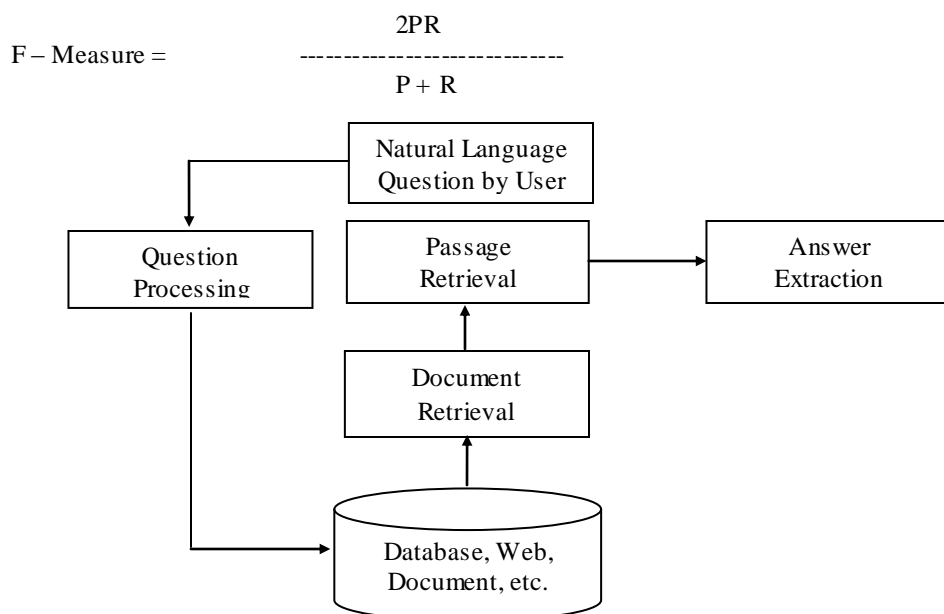 2PR
F – Measure = ------------------------------
P + R
Natural Language
Question by User
Question
Processing
Passage
Retrieval
Answer
Extraction
Document
Retrieval
Database, Web,
Document, etc.